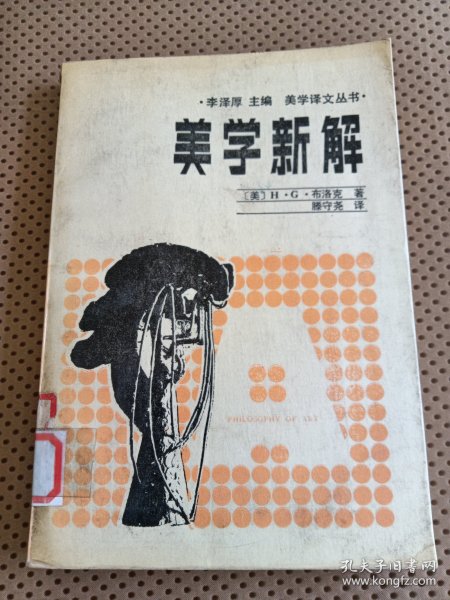 ·李泽厚 主编 美学译文丛书·
美学新解
〔美〕H·G·布洛克 著
滕守尧 译
PHILOSOPHY OF ART
孔夫子旧书网
www.kongfz.com